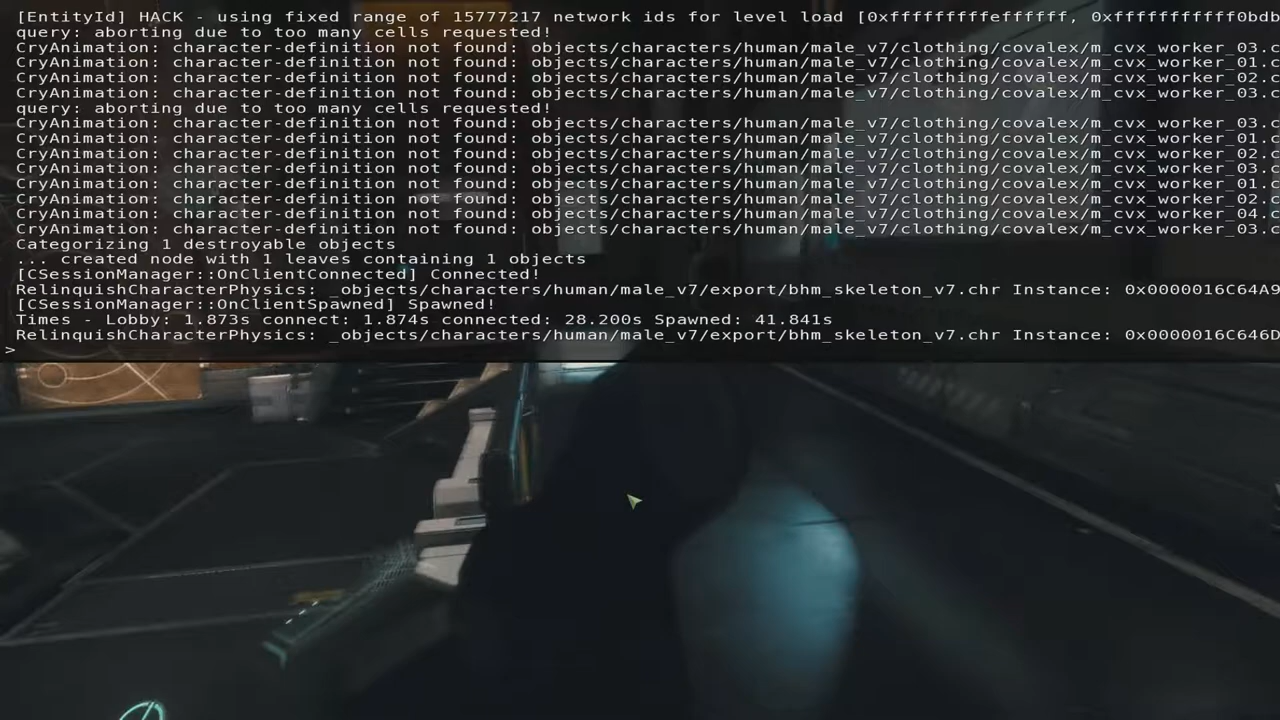 [EntityId] HACK - using fixed range of 15777217 network ids for level load [0xfffffffffeffffff, 0xfffffffffff0bdb
query: aborting due to too many cells requested!
CryAnimation: character-definition not found: objects/characters/human/male_v7/clothing/covalex/m_cvx_worker_03.c
CryAnimation: character-definition not found: objects/characters/human/male_v7/clothing/covalex/m_cvx_worker_01.c
CryAnimation: character-definition not found: objects/characters/human/male_v7/clothing/covalex/m_cvx_worker_02.c
CryAnimation: character-definition not found: objects/characters/human/male_v7/clothing/covalex/m_cvx_worker_03.c
query: aborting due to too many cells requested!
CryAnimation: character-definition not found: objects/characters/human/male_v7/clothing/covalex/m_cvx_worker_03.c
CryAnimation: character-definition not found: objects/characters/human/male_v7/clothing/covalex/m_cvx_worker_01.c
CryAnimation: character-definition not found: objects/characters/human/male_v7/clothing/covalex/m_cvx_worker_02.c
CryAnimation: character-definition not found: objects/characters/human/male_v7/clothing/covalex/m_cvx_worker_03.c
CryAnimation: character-definition not found: objects/characters/human/male_v7/clothing/covalex/m_cvx_worker_01.c
CryAnimation: character-definition not found: objects/characters/human/male_v7/clothing/covalex/m_cvx_worker_02.c
CryAnimation: character-definition not found: objects/characters/human/male_v7/clothing/covalex/m_cvx_worker_04.c
CryAnimation: character-definition not found: objects/characters/human/male_v7/clothing/covalex/m_cvx_worker_03.c
Categorizing 1 destroyable objects
... created node with 1 leaves containing 1 objects
[CSessionManager::OnClientConnected] Connected!
RelinquishCharacterPhysics: _objects/characters/human/male_v7/export/bhm_skeleton_v7.chr Instance: 0x0000016C64A9
[CSessionManager::OnClientSpawned] Spawned!
Times - Lobby: 1.873s connect: 1.874s connected: 28.200s Spawned: 41.841s
RelinquishCharacterPhysics: _objects/characters/human/male_v7/export/bhm_skeleton_v7.chr Instance: 0x0000016C646D
>